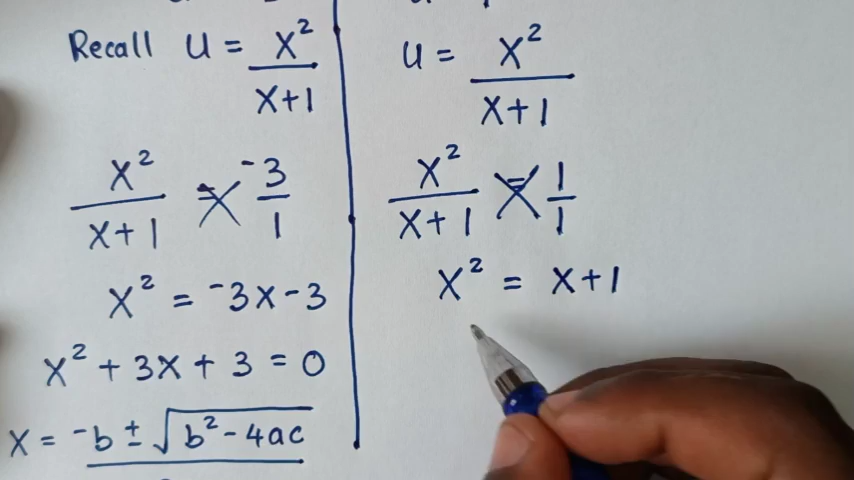 Recall U = x²/x+1
x²/x+1 = -3/1
x² = -3x-3
x² + 3x + 3 = 0
x = -b ± √b²-4ac
U = x²/x+1
x²/x+1 = 1/1
x² = x+1